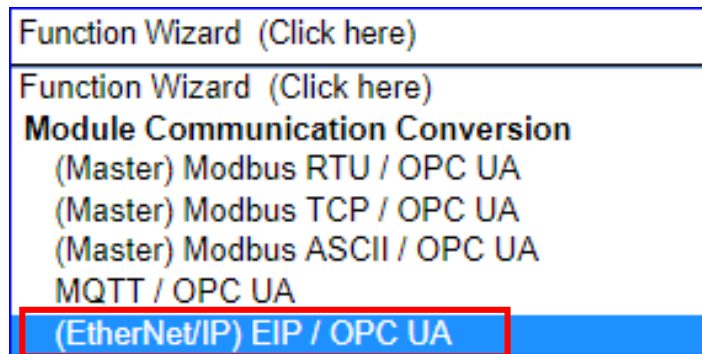 Function Wizard (Click here)
Function Wizard (Click here)
Module Communication Conversion
(Master) Modbus RTU / OPC UA
(Master) Modbus TCP / OPC UA
(Master) Modbus ASCII / OPC UA
MQTT / OPC UA
(EtherNet/IP) EIP / OPC UA